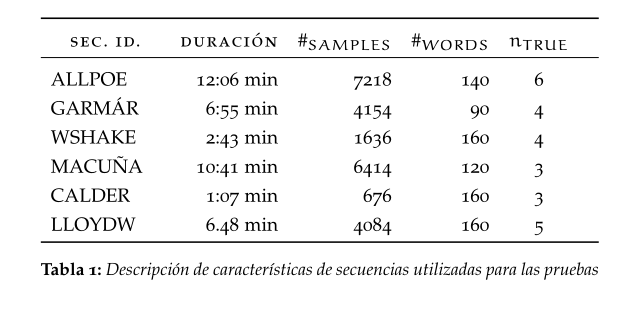 SEC. ID. DURACIÓN #SAMPLES #WORDS nTRUE
ALLPOE 12:06 min 7218 140 6
GARMÁR 6:55 min 4154 90 4
WSHAKE 2:43 min 1636 160 4
MACUÑA 10:41 min 6414 120 3
CALDER 1:07 min 676 160 3
LLOYDW 6.48 min 4084 160 5
Tabla 1: Descripción de características de secuencias utilizadas para las pruebas